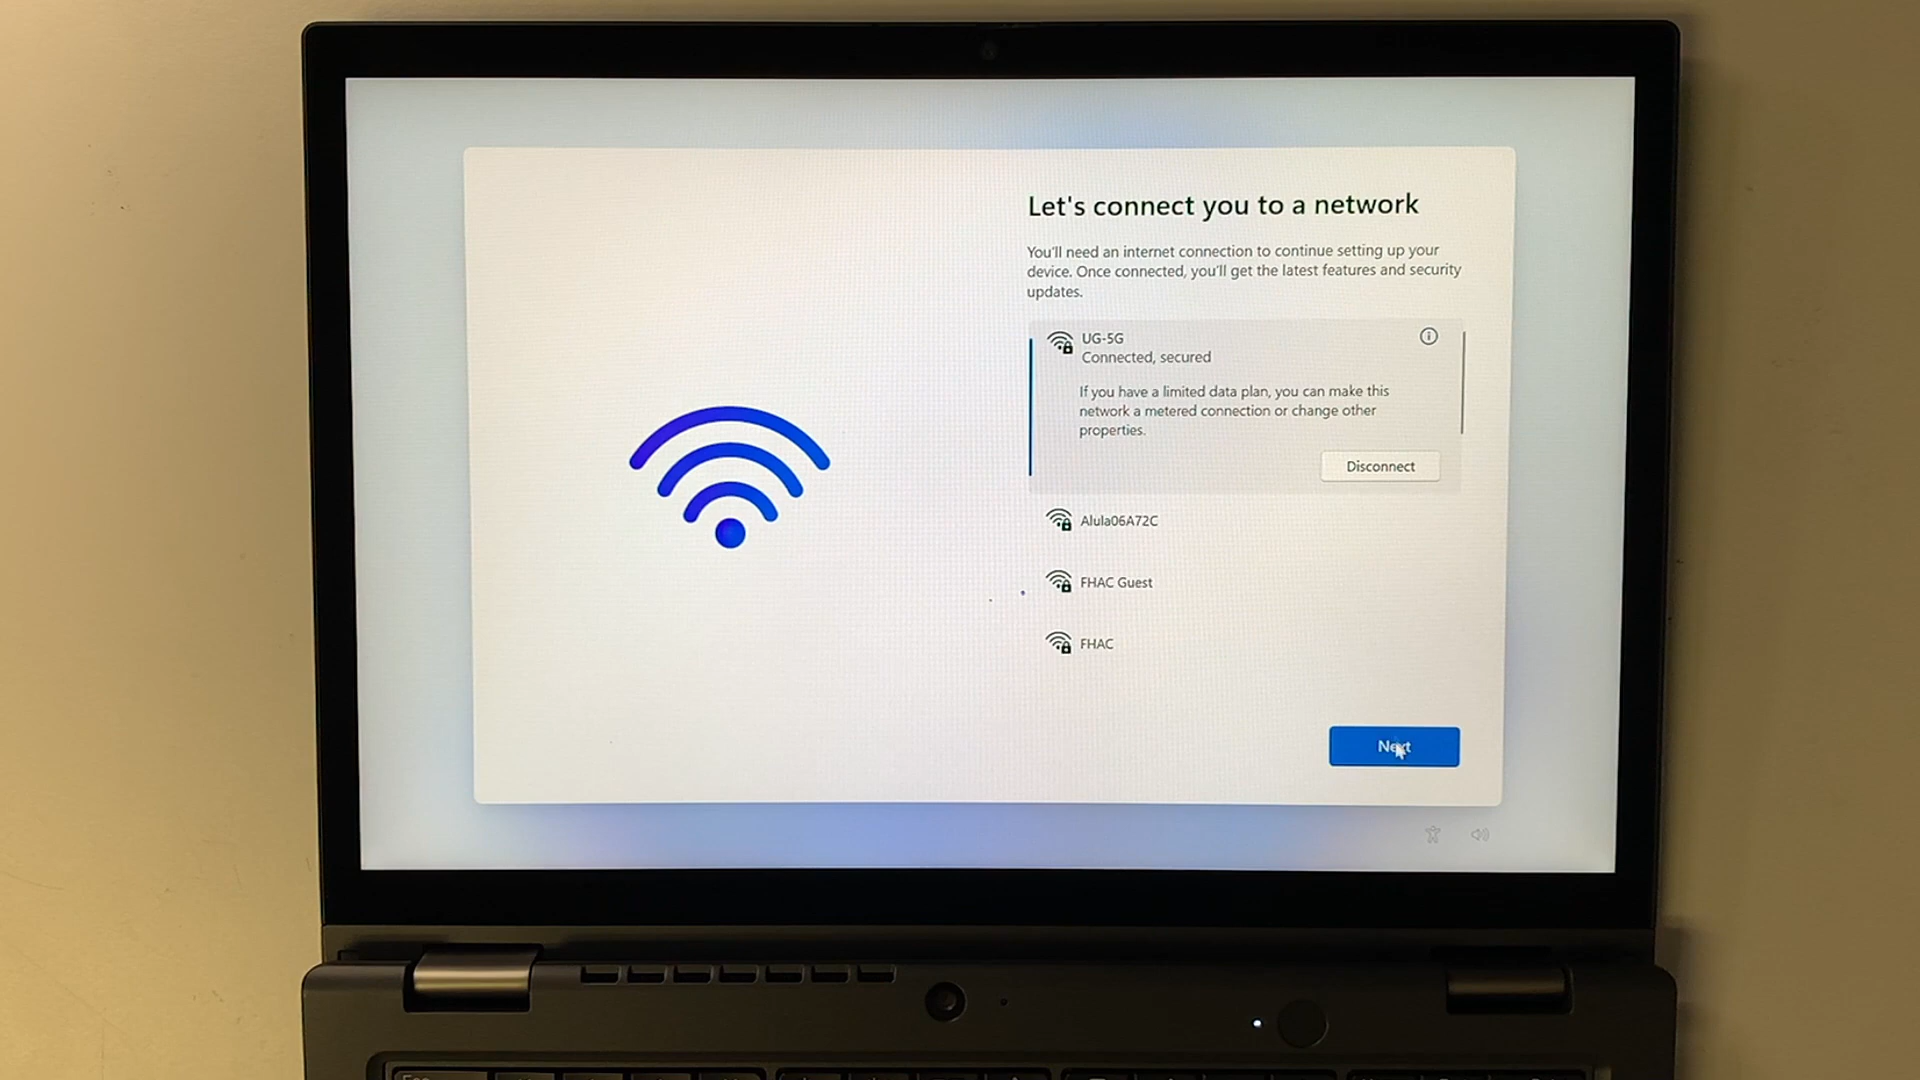 Let's connect you to a network
You'll need an internet connection to continue setting up your
device. Once connected, you'll get the latest features and security
updates.
UG-5G
Connected, secured
If you have a limited data plan, you can make this
network a metered connection or change other
properties.
Disconnect
Alula06A72C
FHAC Guest
FHAC
Next
Esc